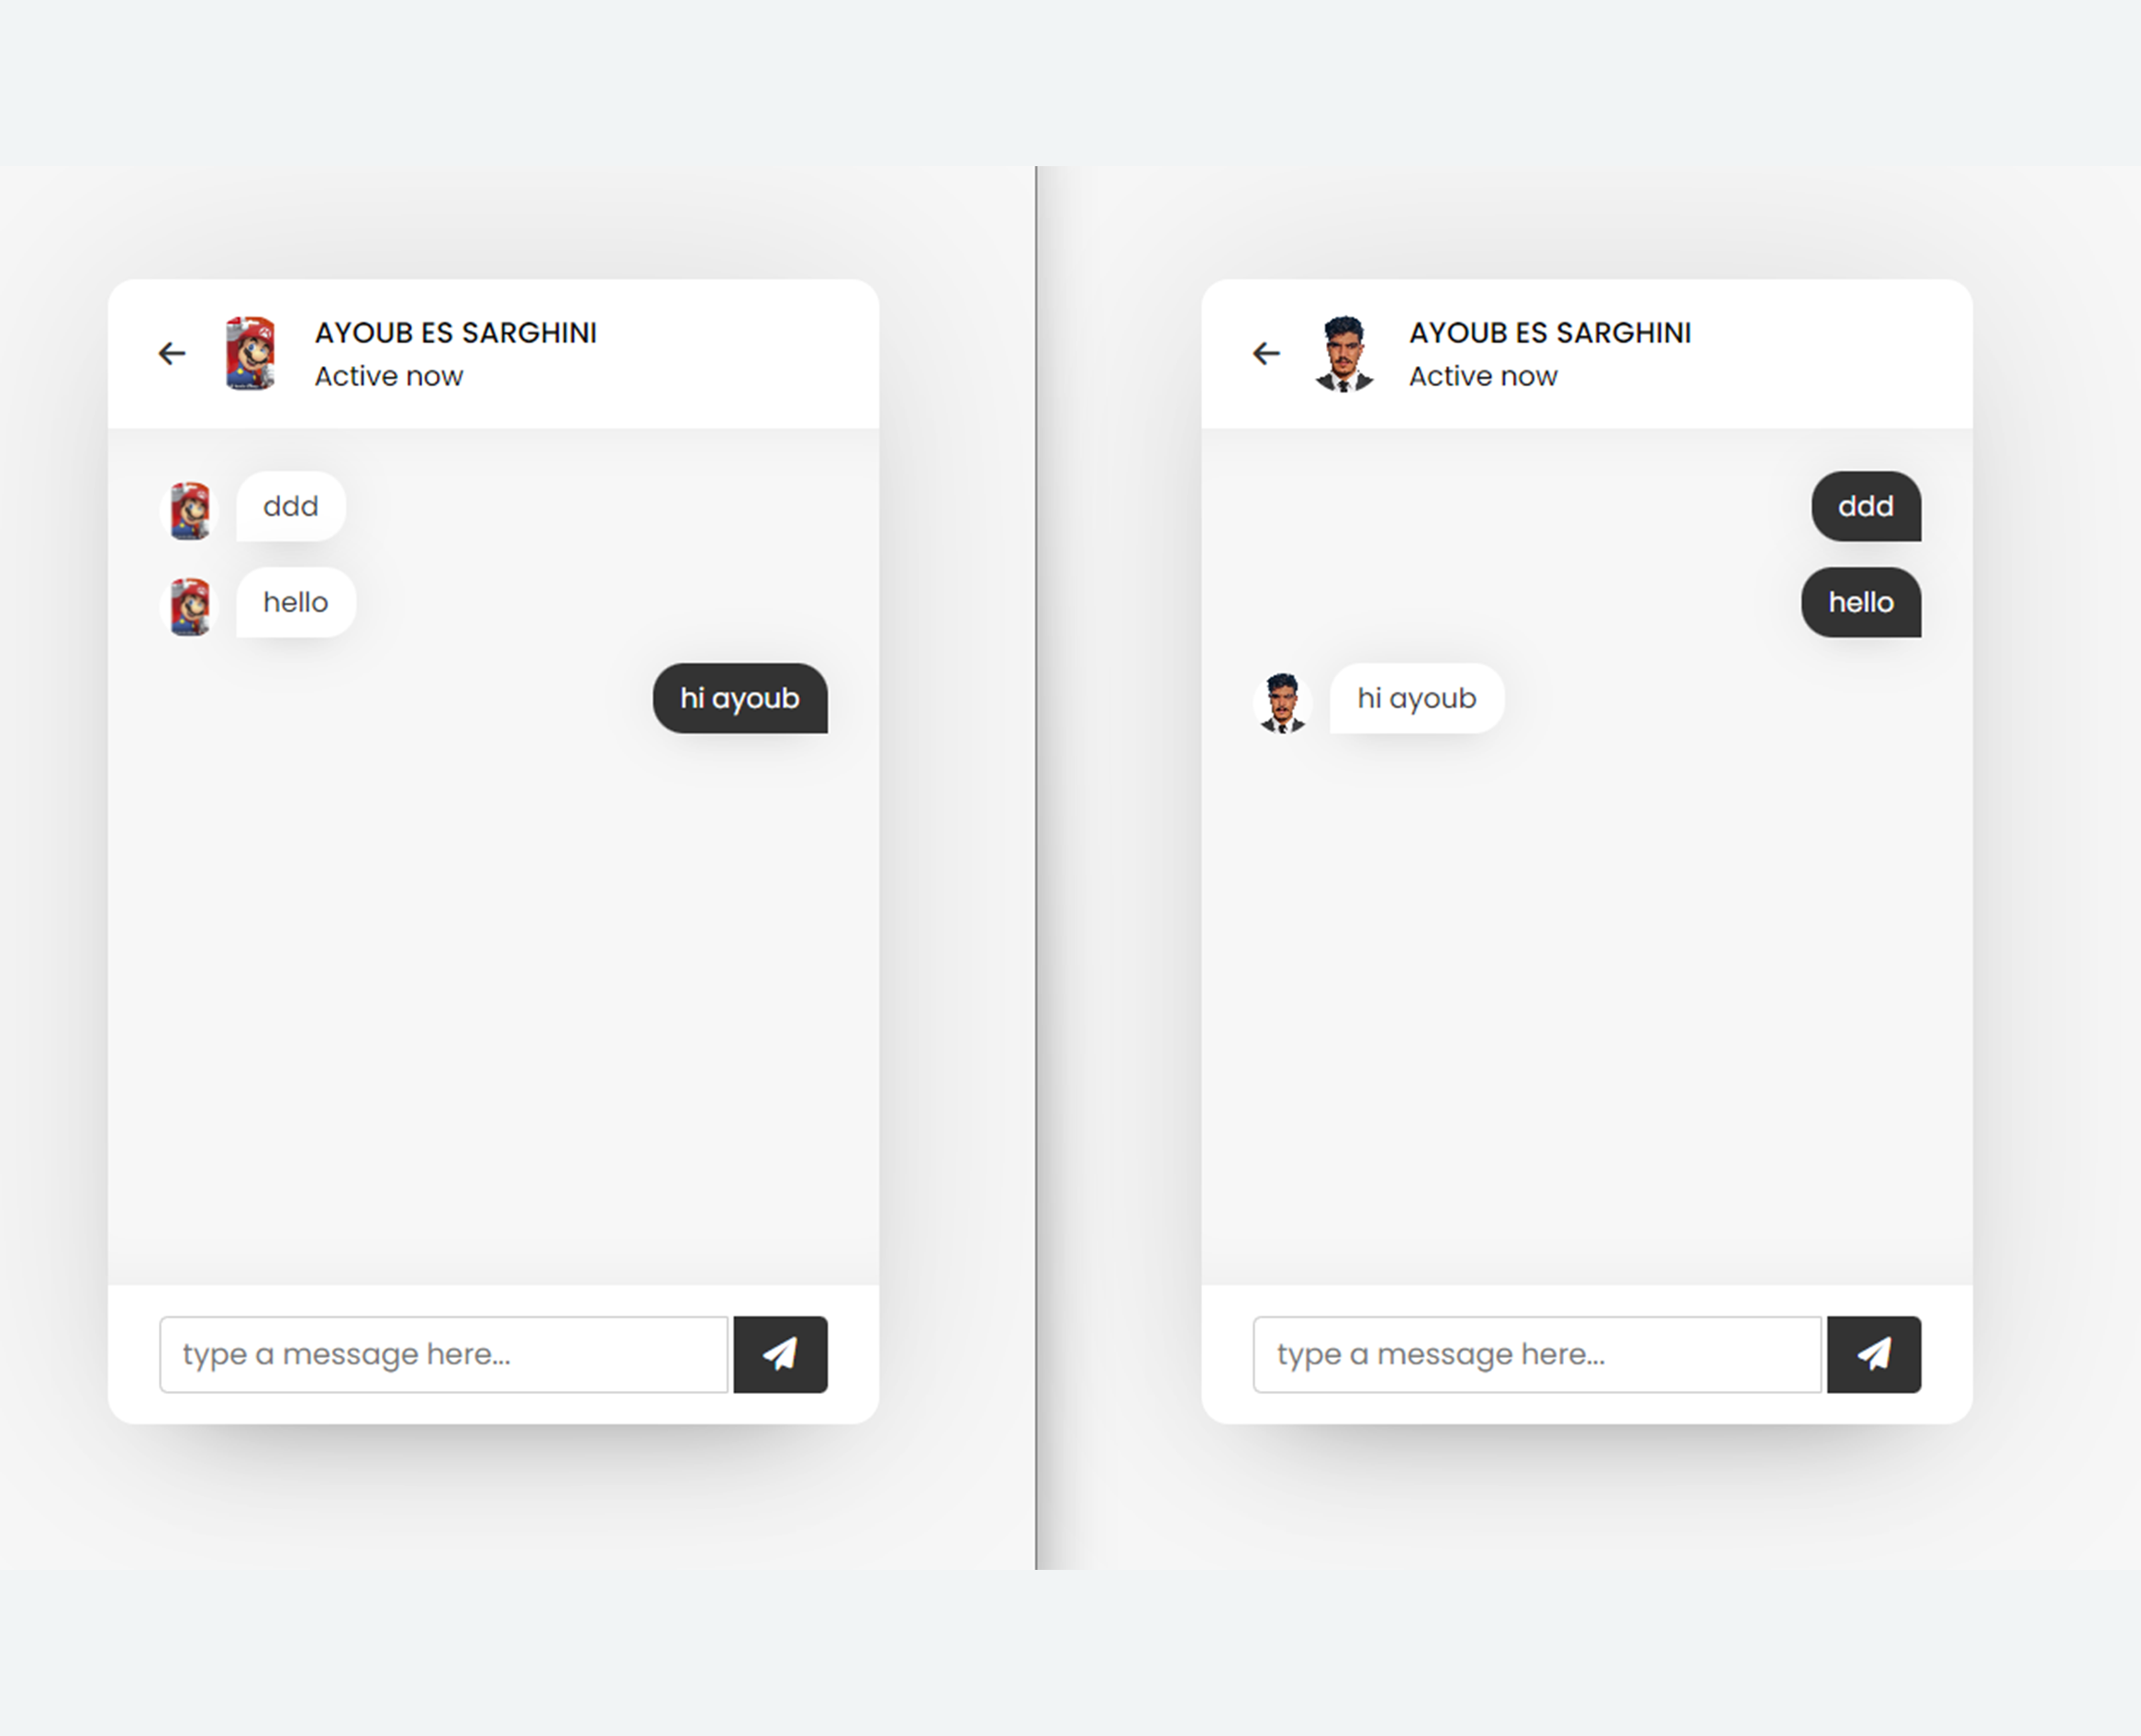 AYOUB ES SARGHINI
Active now
ddd
hello
hi ayoub
type a message here...
AYOUB ES SARGHINI
Active now
ddd
hello
hi ayoub
type a message here...